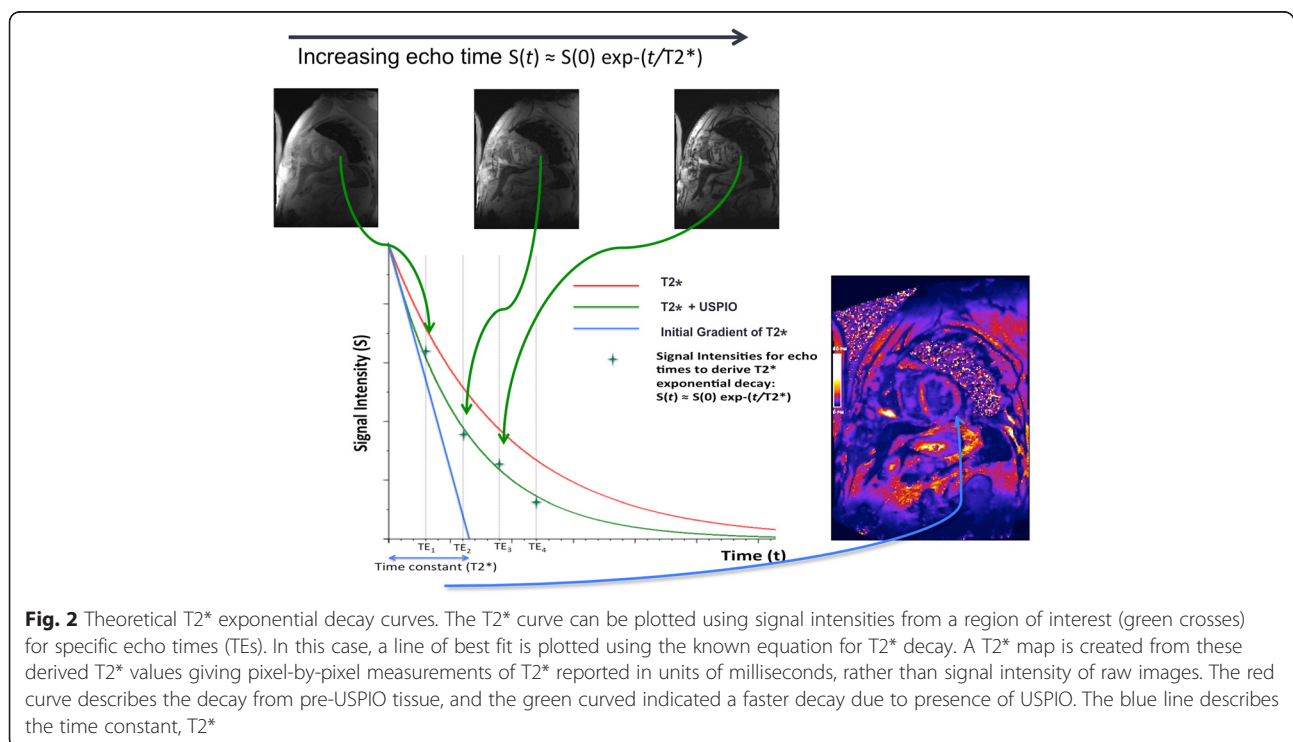 Increasing echo time S(t) ≈ S(0) exp-(t/T2*)
Signal Intensity (S)
T2*
T2* + USPIO
Initial Gradient of T2*
Signal Intensities for echo
times to derive T2*
exponential decay:
S(t) ≈ S(0) exp-(t/T2*)
TE1 TE2 TE3 TE4
Time (t)
Time constant (T2*)
Fig. 2 Theoretical T2* exponential decay curves. The T2* curve can be plotted using signal intensities from a region of interest (green crosses)
for specific echo times (TEs). In this case, a line of best fit is plotted using the known equation for T2* decay. A T2* map is created from these
derived T2* values giving pixel-by-pixel measurements of T2* reported in units of milliseconds, rather than signal intensity of raw images. The red
curve describes the decay from pre-USPIO tissue, and the green curved indicated a faster decay due to presence of USPIO. The blue line describes
the time constant, T2*